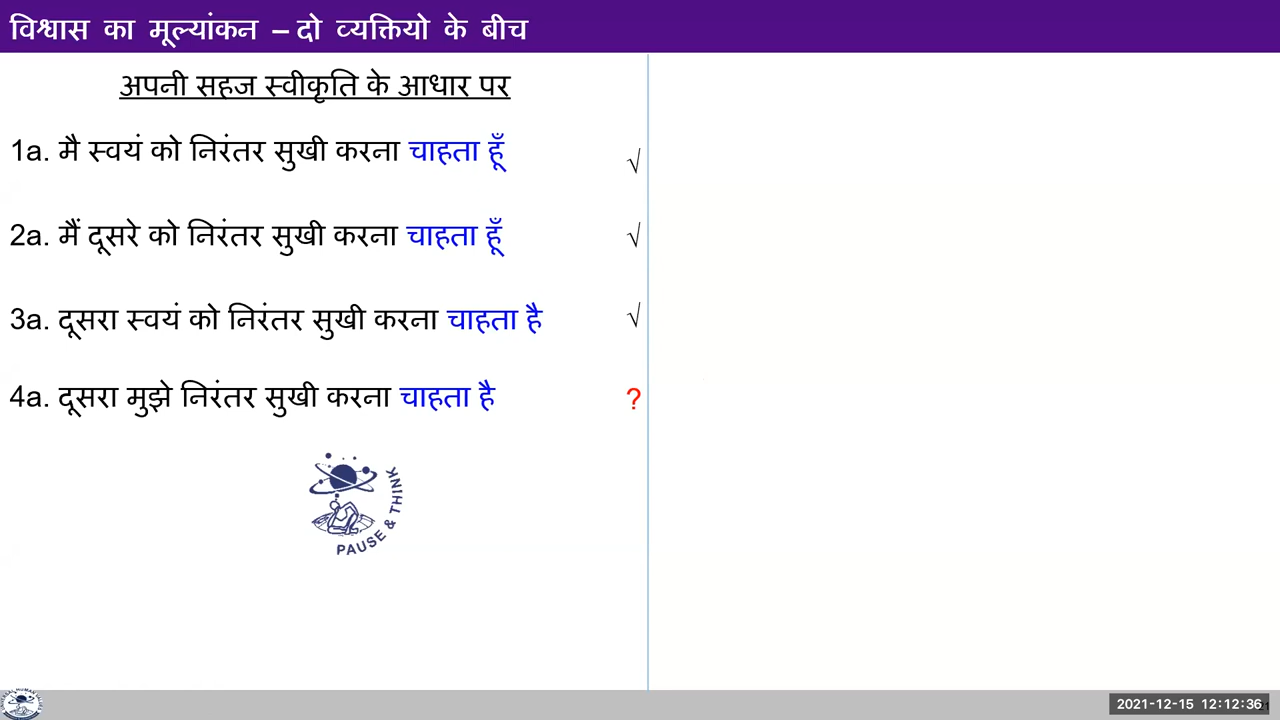 विश्वास का मूल्यांकन – दो व्यक्तियो के बीच
अपनी सहज स्वीकृति के आधार पर
1a. मै स्वयं को निरंतर सुखी करना चाहता हूँ √
2a. मैं दूसरे को निरंतर सुखी करना चाहता हूँ √
3a. दूसरा स्वयं को निरंतर सुखी करना चाहता है √
4a. दूसरा मुझे निरंतर सुखी करना चाहता है ?
PAUSE & THINK
2021-12-15 12:12:36